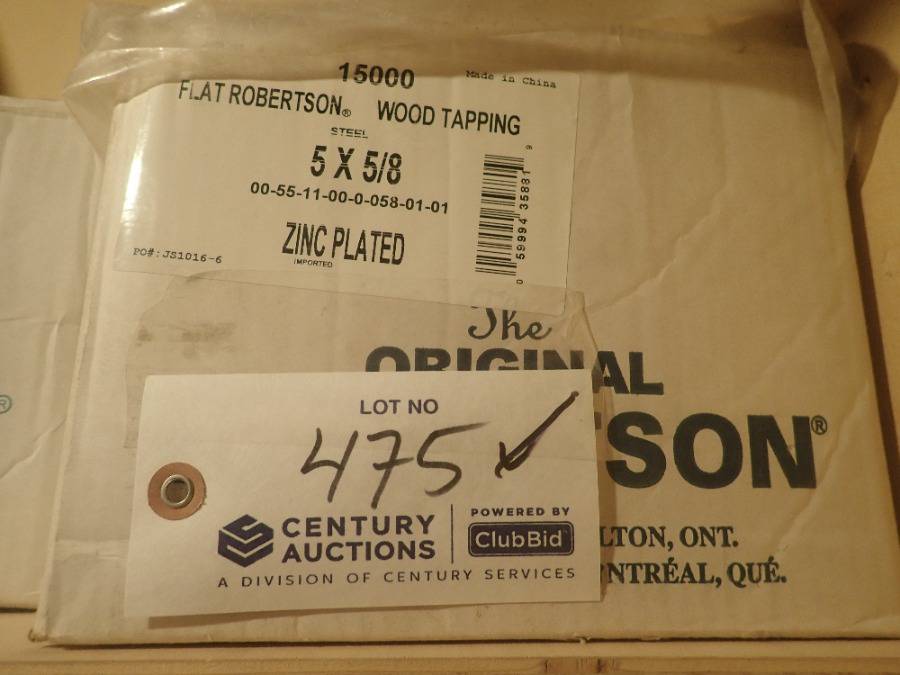 15000
Made in China
FLAT ROBERTSON® WOOD TAPPING
STEEL
5 X 5/8
00-55-11-00-0-058-01-01
ZINC PLATED
IMPORTED
PO#:JS1016-6
0 59994 35881 9
The
ORIGINAL
TSON®
LTON, ONT.
NTRÉAL, QUÉ.
LOT NO
475 ✓
CENTURY AUCTIONS
POWERED BY
ClubBid
A DIVISION OF CENTURY SERVICES
®